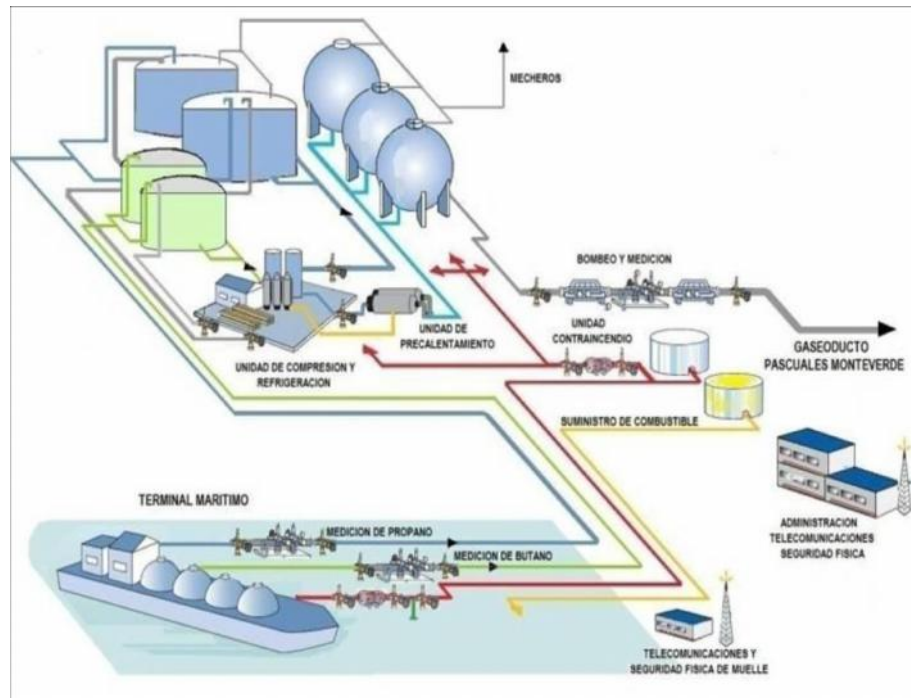 MECHEROS
BOMBEO Y MEDICION
UNIDAD
CONTRAINCENDIO
GASEODUCTO
PASCUALES MONTEVERDE
UNIDAD DE
PRECALENTAMIENTO
UNIDAD DE COMPRESION Y
REFRIGERACION
SUMINISTRO DE COMBUSTIBLE
ADMINISTRACION
TELECOMUNICACIONES
SEGURIDAD FISICA
TERMINAL MARITIMO
MEDICION DE PROPANO
MEDICION DE BUTANO
TELECOMUNICACIONES Y
SEGURIDAD FISICA DE MUELLE